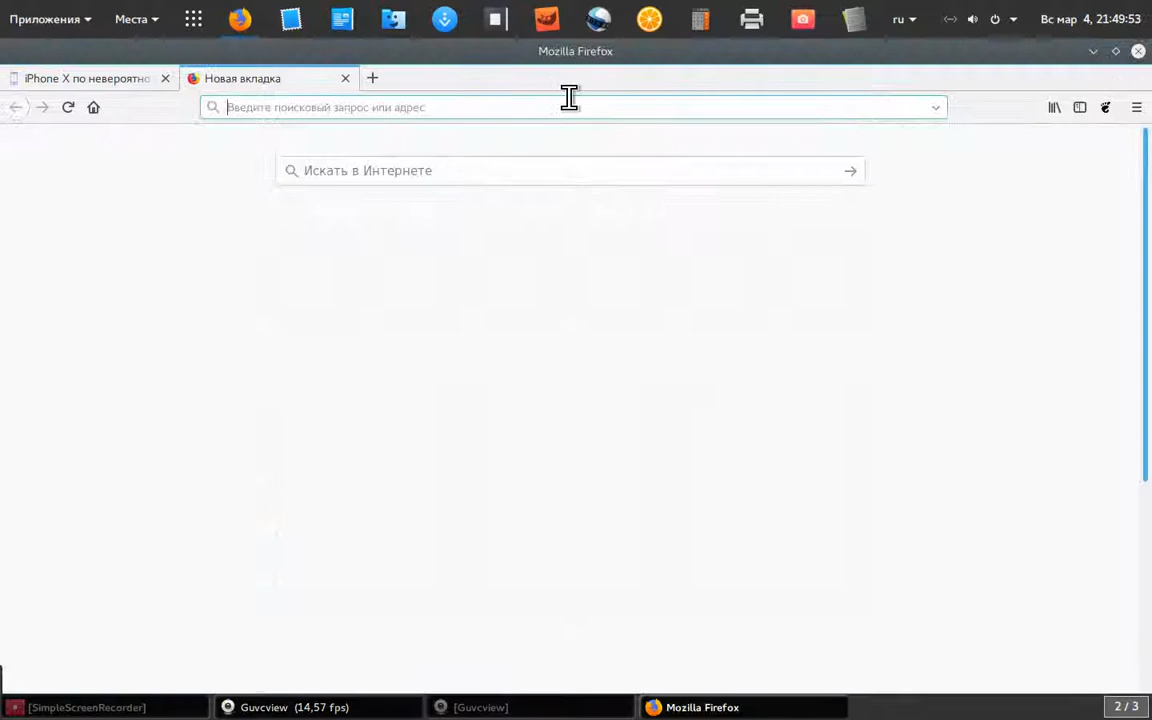 Приложения Места ru Вс мар 4, 21:49:53
Mozilla Firefox
iPhone X по невероятно Новая вкладка
Введите поисковый запрос или адрес
Искать в Интернете
[SimpleScreenRecorder] Guvcview (14,57 fps) [Guvcview] Mozilla Firefox 2 / 3